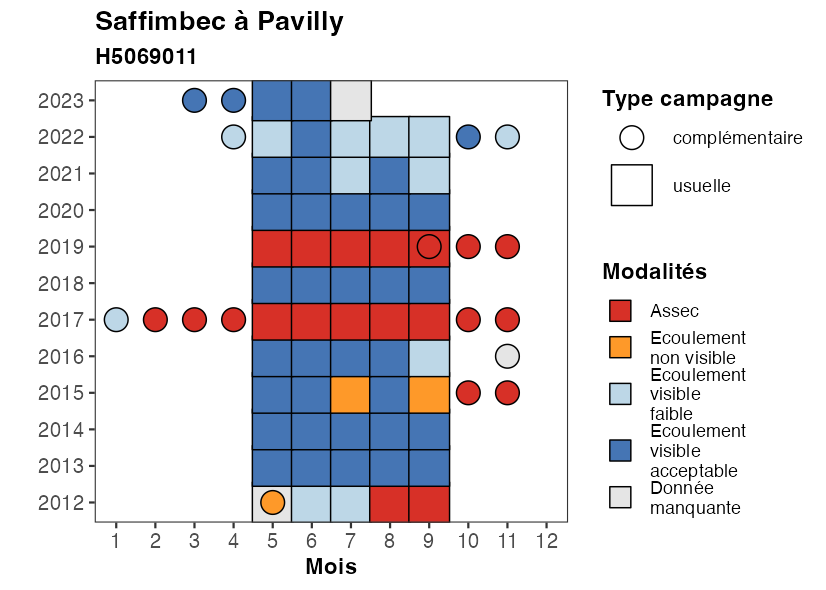 Saffimbec à Pavilly
H5069011
2023
2022
2021
2020
2019
2018
2017
2016
2015
2014
2013
2012
1 2 3 4 5 6 7 8 9 10 11 12
Mois
Type campagne
complémentaire
usuelle
Modalités
Assec
Ecoulement
non visible
Ecoulement
visible
faible
Ecoulement
visible
acceptable
Donnée
manquante